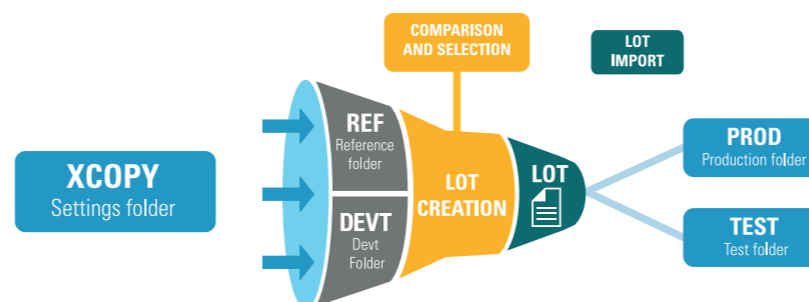 COMPARISON
AND SELECTION
LOT
IMPORT
XCOPY
Settings folder
REF
Reference
folder
DEVT
Devt
Folder
LOT
CREATION
LOT
PROD
Production folder
TEST
Test folder